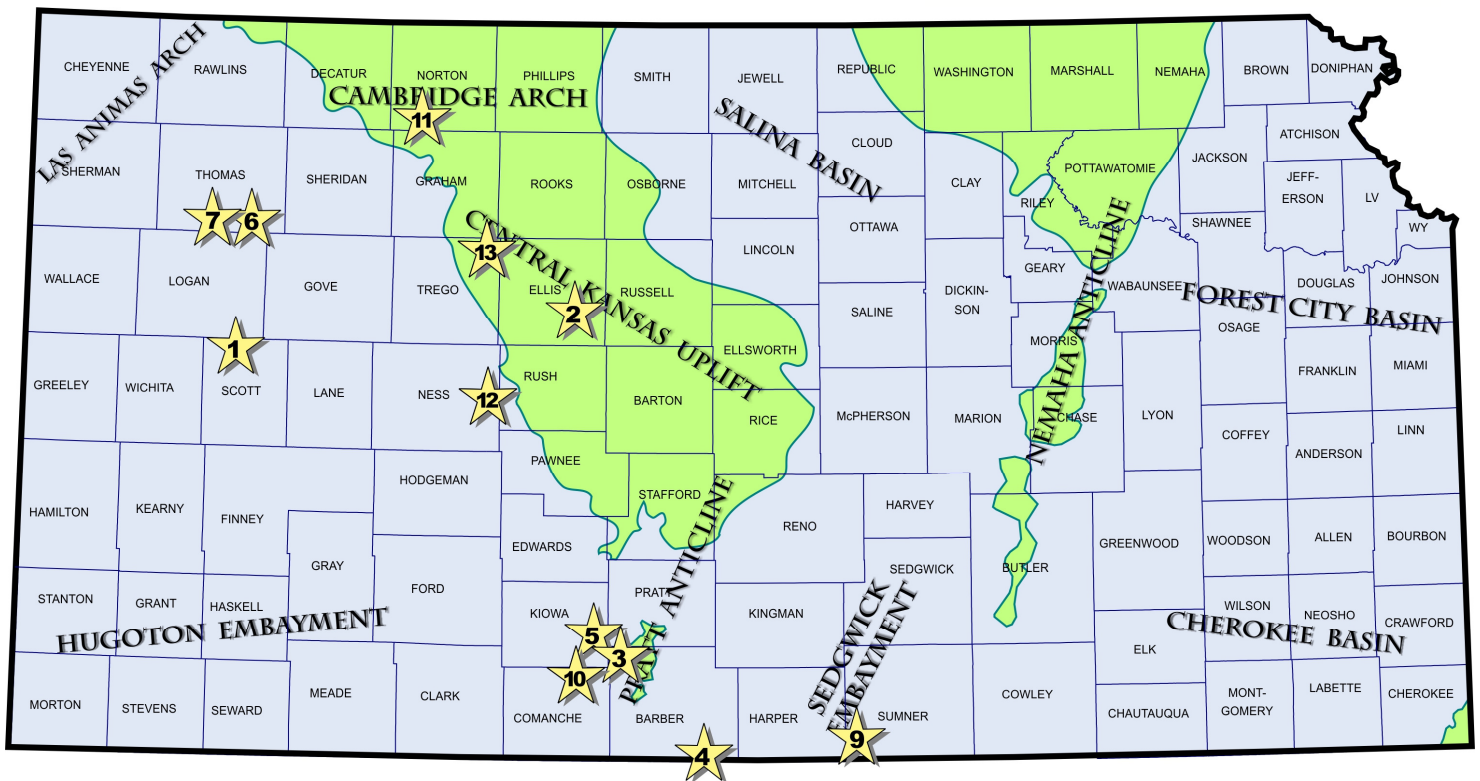 LAS ANIMAS ARCH
CHEYENNE
RAWLINS
DECATUR
NORTON
PHILLIPS
SMITH
JEWELL
REPUBLIC
WASHINGTON
MARSHALL
NEMAHA
BROWN
DONIPHAN
CAMBRIDGE ARCH
11
SALINA BASIN
CLOUD
ATCHISON
SHERMAN
THOMAS
SHERIDAN
GRAHAM
ROOKS
OSBORNE
MITCHELL
CLAY
POTTAWATOMIE
JACKSON
JEFF-
ERSON
LV
RILEY
7
6
CENTRAL KANSAS UPLIFT
OTTAWA
SHAWNEE
WY
13
LINCOLN
NEMAHA ANTICLINE
GEARY
WALLACE
LOGAN
GOVE
TREGO
ELLIS
RUSSELL
DICKIN-
SON
WABAUNSEE
DOUGLAS
JOHNSON
FOREST CITY BASIN
2
SALINE
OSAGE
1
ELLSWORTH
MORRIS
GREELEY
WICHITA
SCOTT
LANE
NESS
12
RUSH
BARTON
RICE
McPHERSON
MARION
CHASE
LYON
FRANKLIN
MIAMI
COFFEY
LINN
PAWNEE
ANDERSON
HODGEMAN
STAFFORD
HAMILTON
KEARNY
FINNEY
PRATT ANTICLINE
RENO
HARVEY
EDWARDS
GREENWOOD
WOODSON
ALLEN
BOURBON
GRAY
FORD
SEDGWICK
BUTLER
STANTON
GRANT
HASKELL
KIOWA
PRATT
KINGMAN
WILSON
NEOSHO
CRAWFORD
HUGOTON EMBAYMENT
5
SEDGWICK
EMBAYMENT
CHEROKEE BASIN
3
ELK
10
MORTON
STEVENS
SEWARD
MEADE
CLARK
COMANCHE
BARBER
HARPER
SUMNER
COWLEY
CHAUTAUQUA
MONT-
GOMERY
LABETTE
CHEROKEE
4
9